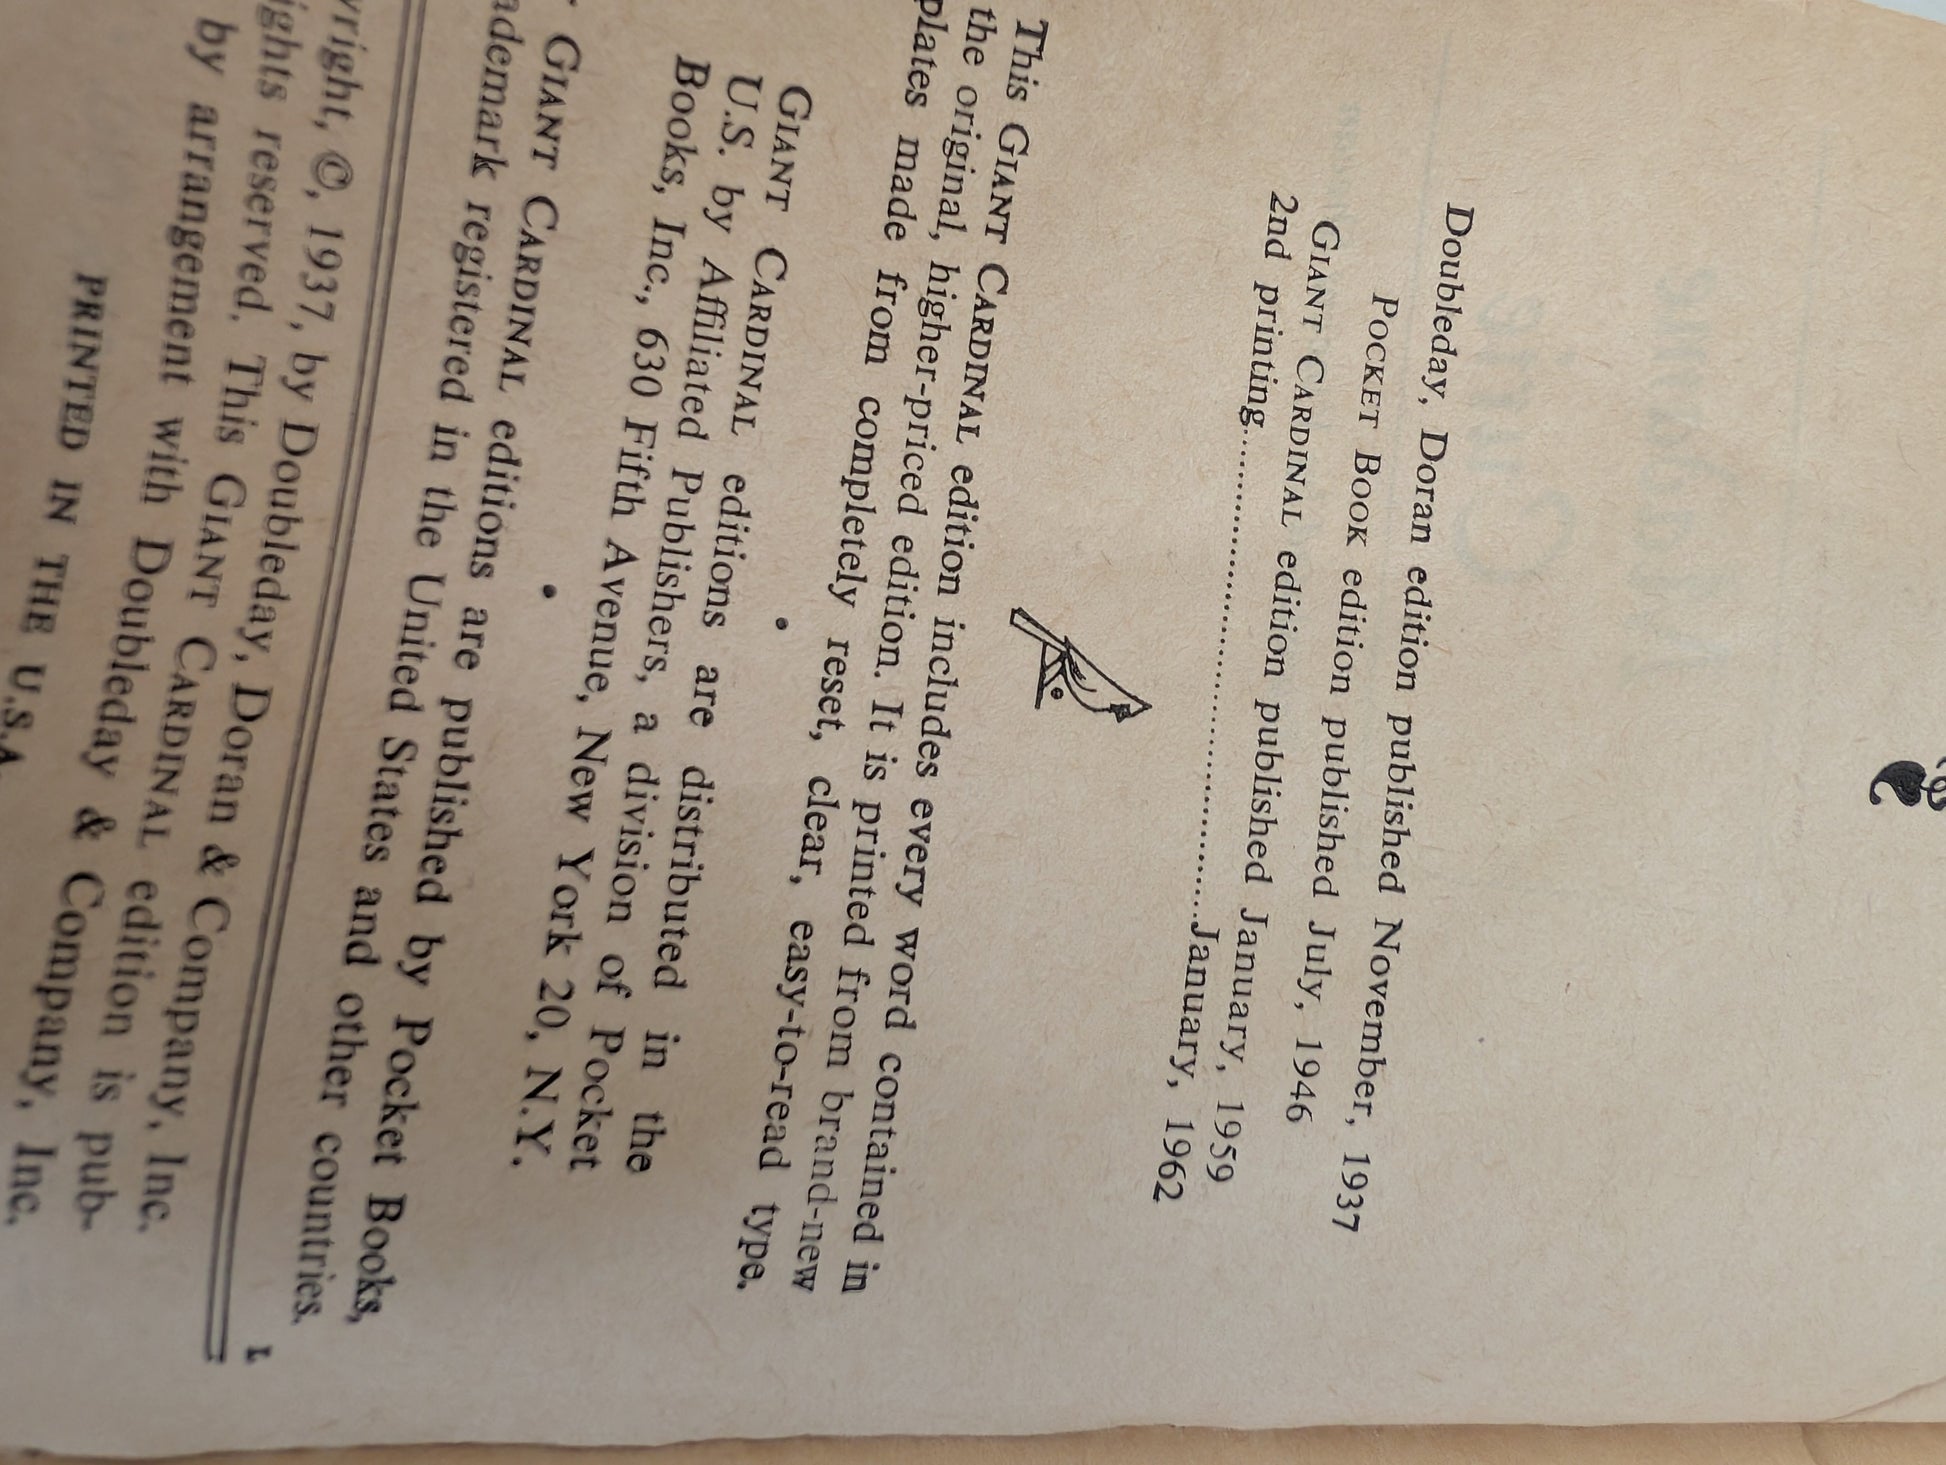 Doubleday, Doran edition published November, 1937
POCKET BOOK edition published July, 1946
GIANT CARDINAL edition published January, 1959
2nd printing..............................January, 1962
This GIANT CARDINAL edition includes every word contained in
the original, higher-priced edition. It is printed from brand-new
plates made from completely reset, clear, easy-to-read type.
GIANT CARDINAL editions are distributed in the
U.S. by Affiliated Publishers, a division of Pocket
Books, Inc., 630 Fifth Avenue, New York 20, N.Y.
GIANT CARDINAL editions are published by Pocket Books,
ademark registered in the United States and other countries.
L
yright, ©, 1937, by Doubleday, Doran & Company, Inc.
ights reserved. This GIANT CARDINAL edition is pub-
by arrangement with Doubleday & Company, Inc.
PRINTED IN THE U.S.A.